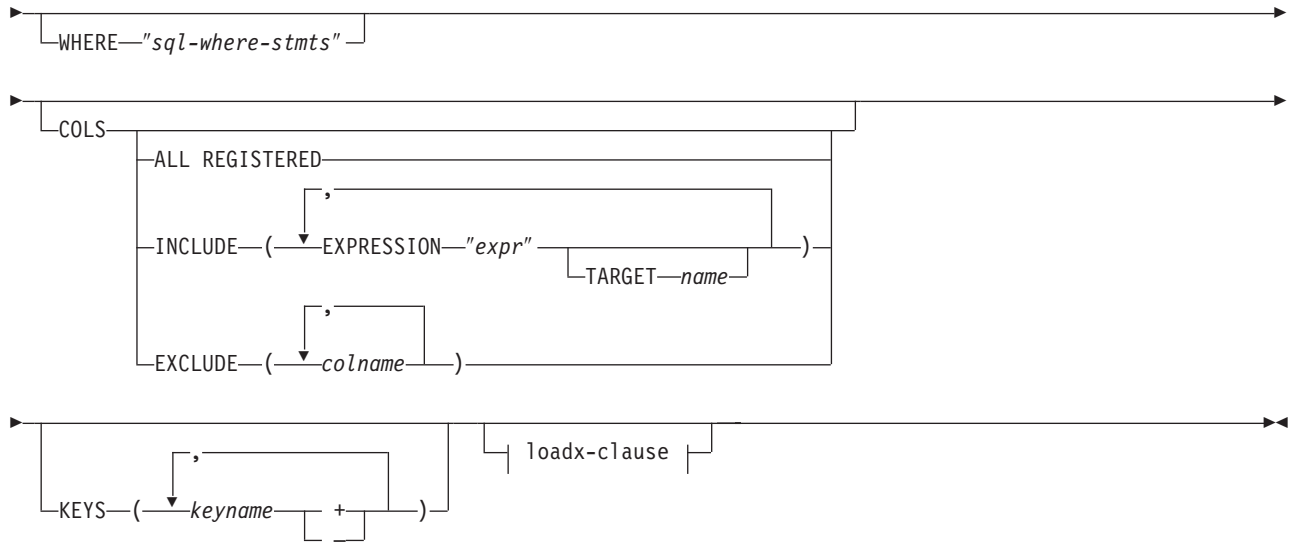 WHERE "sql-where-stmts"
COLS
ALL REGISTERED
,
INCLUDE ( EXPRESSION "expr" )
TARGET name
,
EXCLUDE ( colname )
loadx-clause
,
KEYS ( keyname + )
–